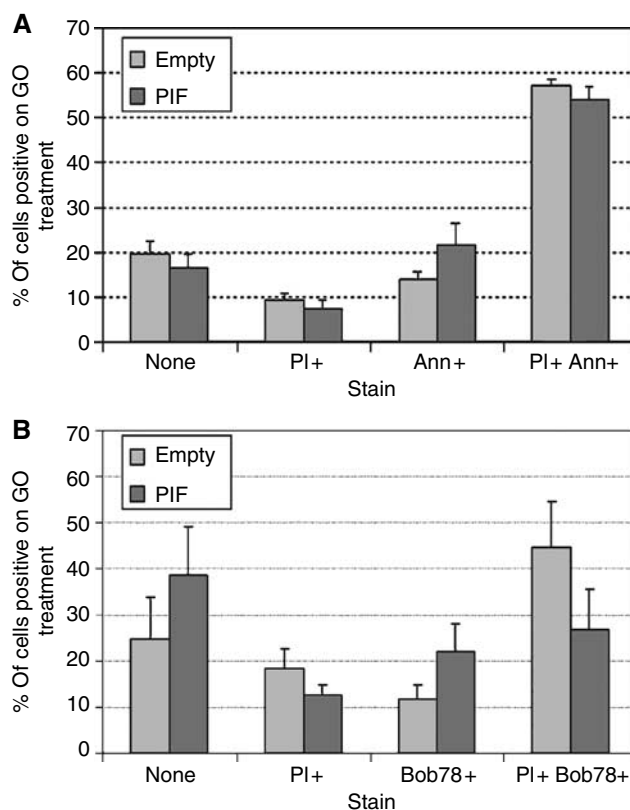 A
70
60
50
40
30
20
10
0
% Of cells positive on GO
treatment
Empty
PIF
None PI+ Ann+ PI+ Ann+
Stain
B
70
60
50
40
30
20
10
0
% Of cells positive on GO
treatment
Empty
PIF
None PI+ Bob78+ PI+ Bob78+
Stain